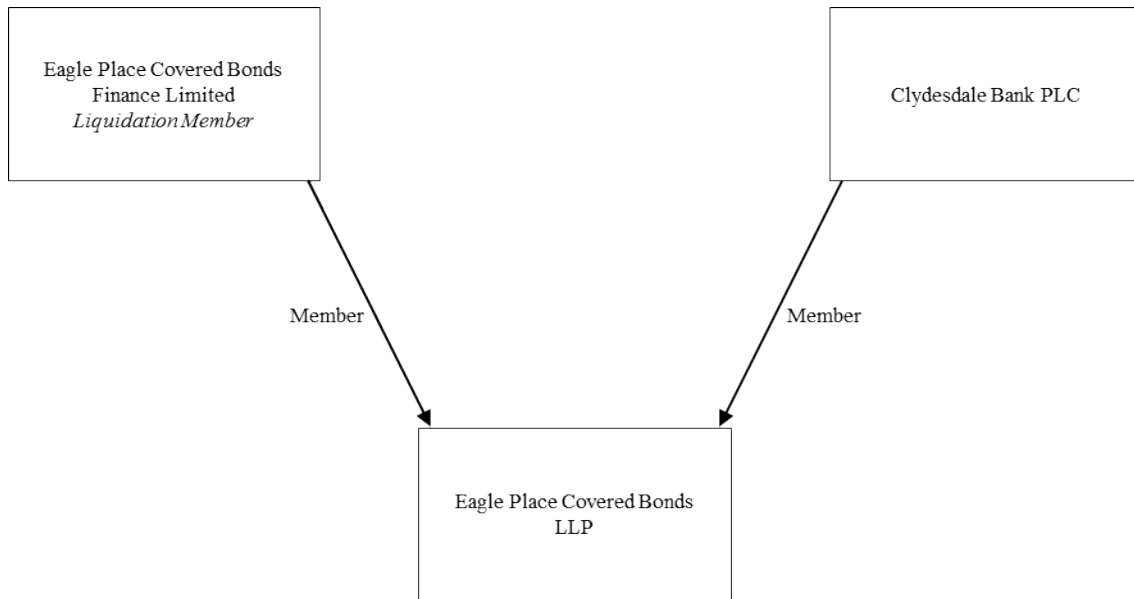 Eagle Place Covered Bonds
Finance Limited
Liquidation Member
Clydesdale Bank PLC
Member
Member
Eagle Place Covered Bonds
LLP